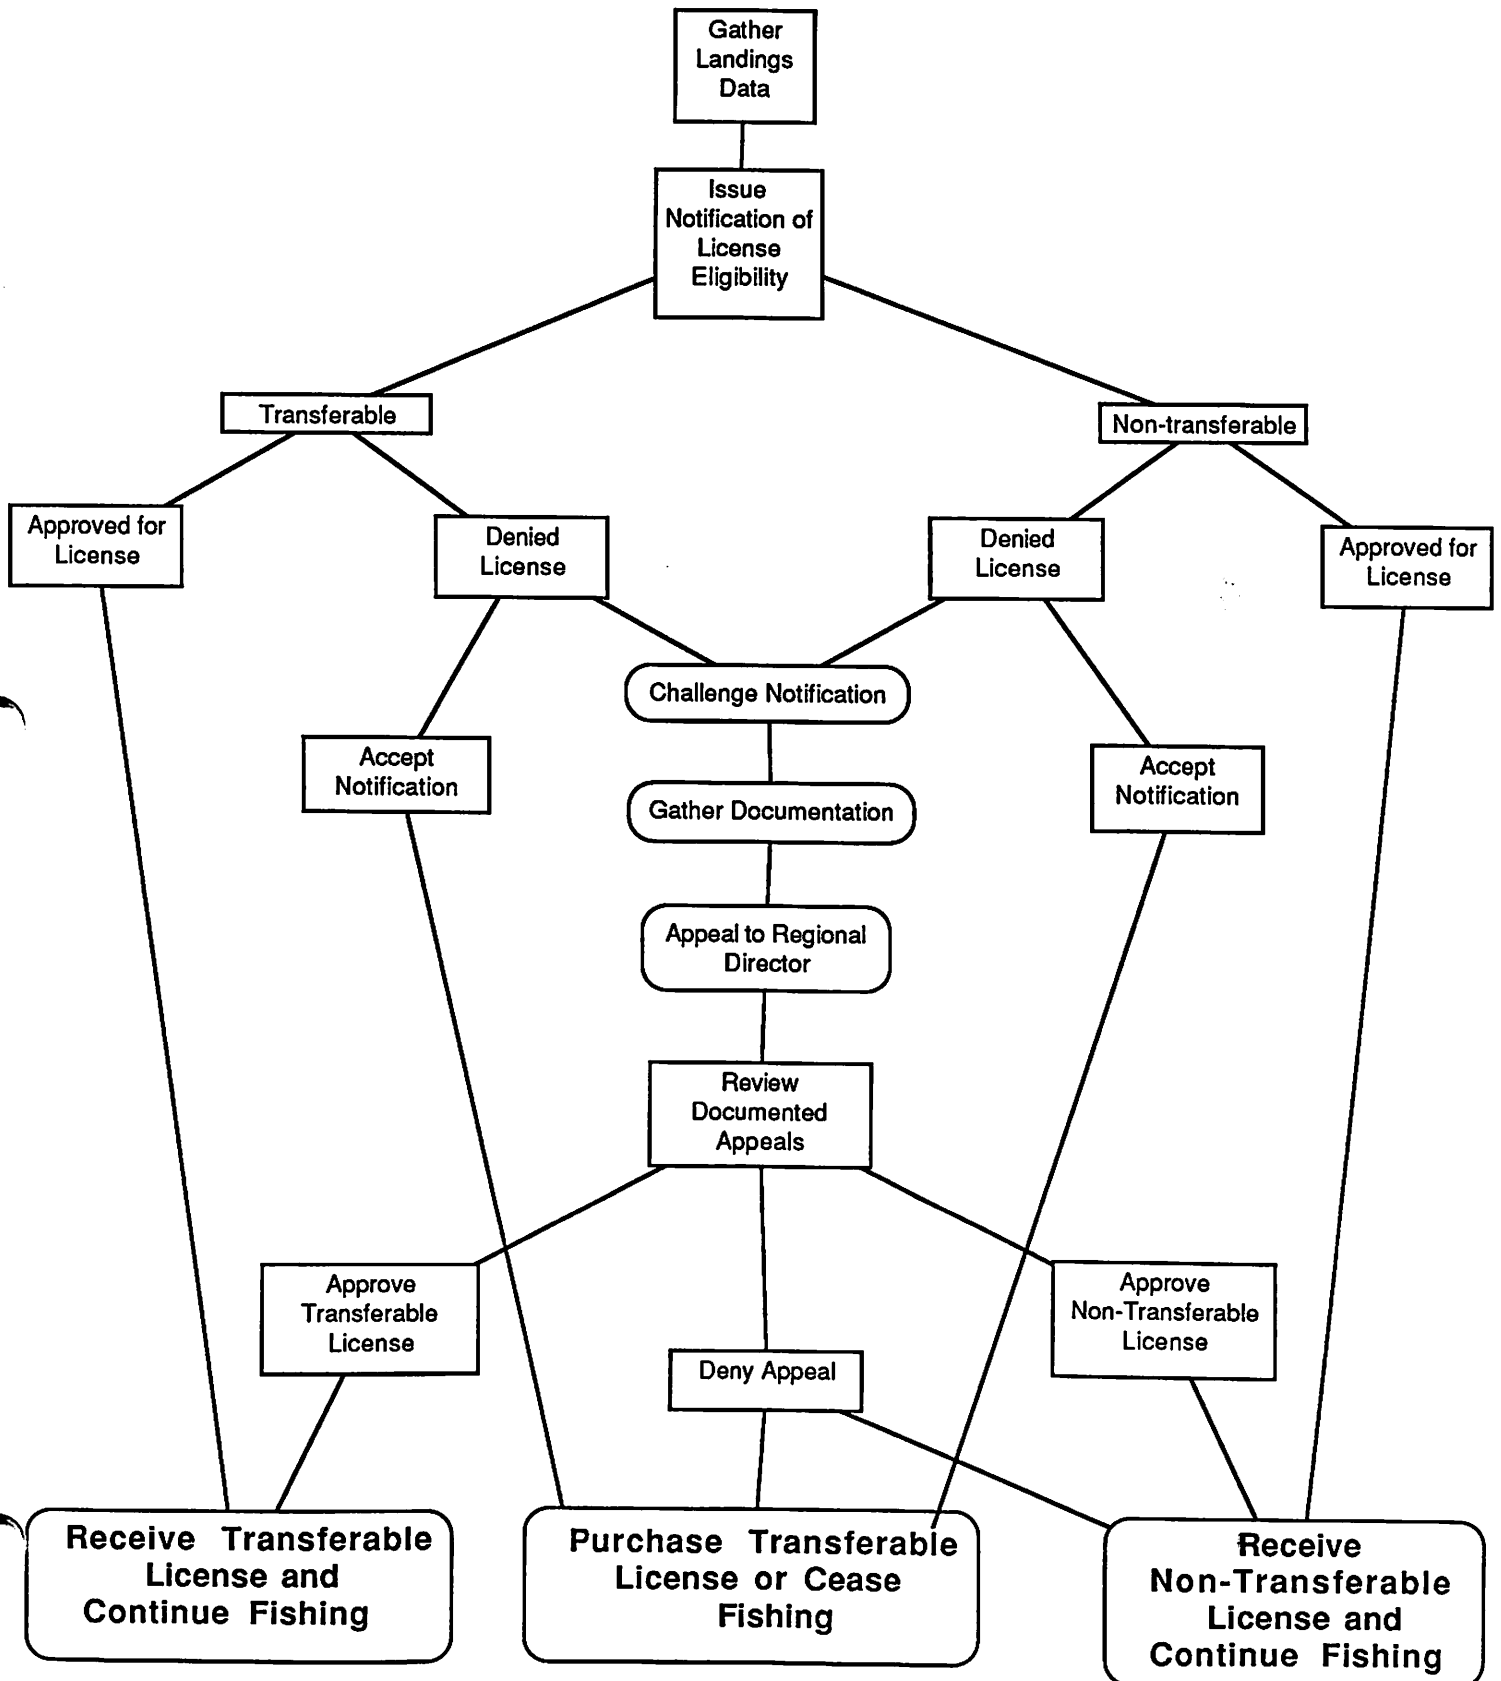 Gather
Landings
Data
Issue
Notification of
License
Eligibility
Transferable
Non-transferable
Approved for
License
Denied
License
Denied
License
Approved for
License
Challenge Notification
Accept
Notification
Accept
Notification
Gather Documentation
Appeal to Regional
Director
Review
Documented
Appeals
Approve
Transferable
License
Approve
Non-Transferable
License
Deny Appeal
Receive Transferable
License and
Continue Fishing
Purchase Transferable
License or Cease
Fishing
Receive
Non-Transferable
License and
Continue Fishing